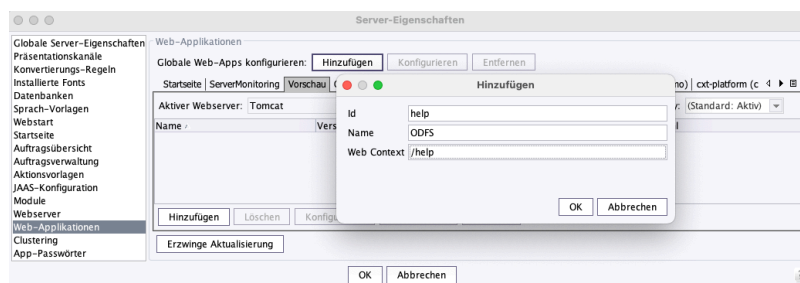 Server-Eigenschaften
Globale Server-Eigenschaften
Präsentationskanäle
Konvertierungs-Regeln
Installierte Fonts
Datenbanken
Sprach-Vorlagen
Webstart
Startseite
Auftragsübersicht
Auftragsverwaltung
Aktionsvorlagen
JAAS-Konfiguration
Module
Webserver
Web-Applikationen
Clustering
App-Passwörter
Web-Applikationen
Globale Web-Apps konfigurieren: Hinzufügen Konfigurieren Entfernen
Startseite ServerMonitoring Vorschau no) cxt-platform (c
Aktiver Webserver: Tomcat (Standard: Aktiv)
Name Vers
Hinzufügen Löschen Konfigu
Erzwinge Aktualisierung
Hinzufügen
Id help
Name ODFS
Web Context /help
OK Abbrechen
OK Abbrechen